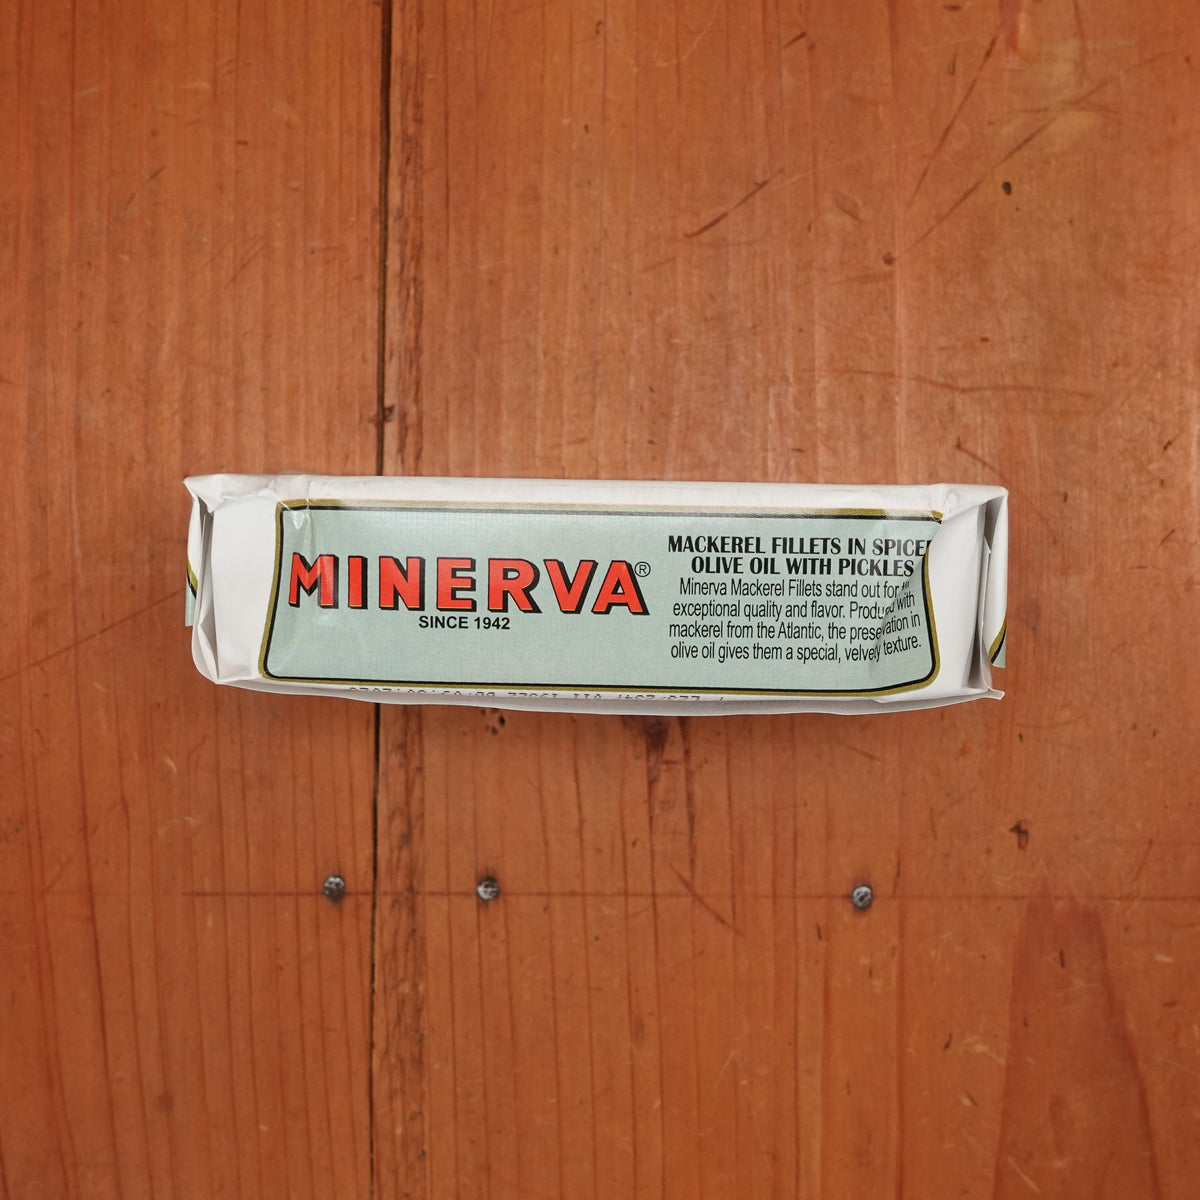 MINERVA®
SINCE 1942
MACKEREL FILLETS IN SPICED
OLIVE OIL WITH PICKLES
Minerva Mackerel Fillets stand out for
exceptional quality and flavor. Produced with
mackerel from the Atlantic, the preservation in
olive oil gives them a special, velvety texture.